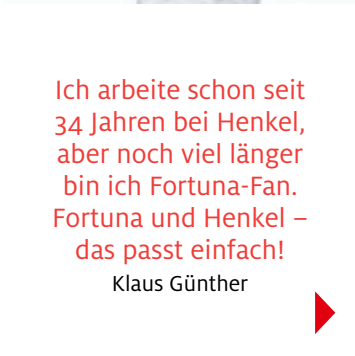 Ich arbeite schon seit
34 Jahren bei Henkel,
aber noch viel länger
bin ich Fortuna-Fan.
Fortuna und Henkel –
das passt einfach!
Klaus Günther